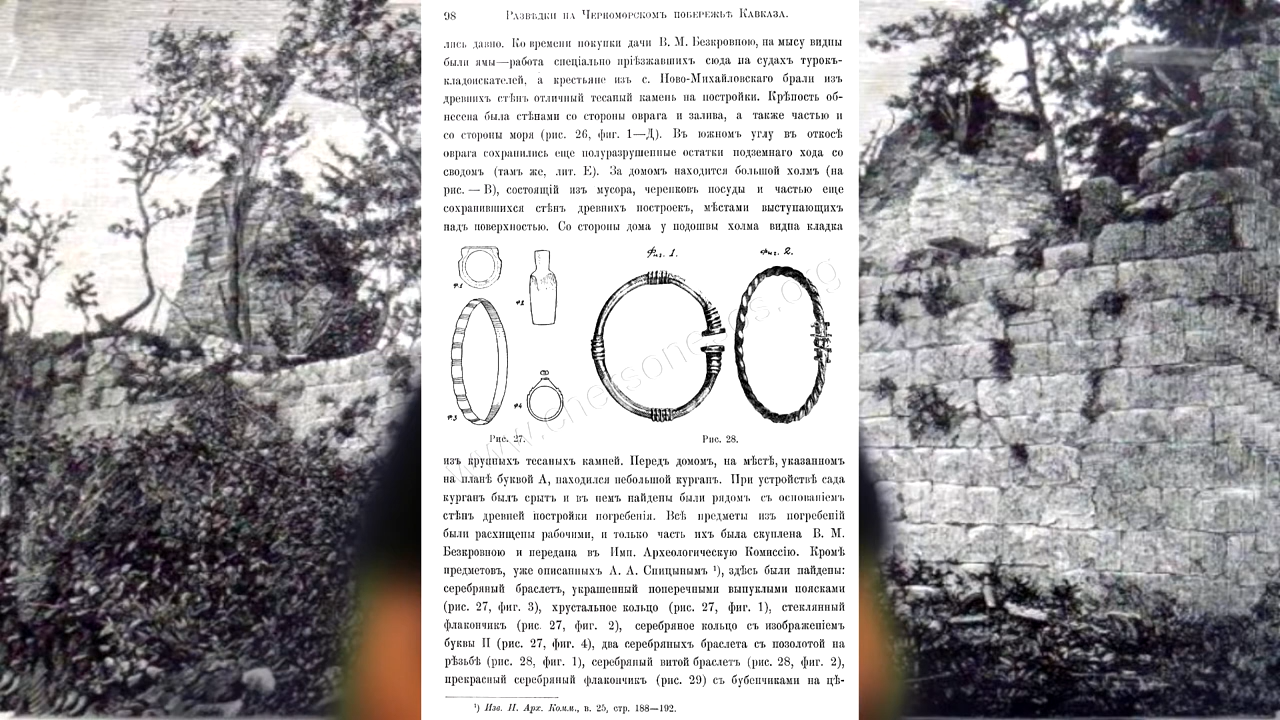 98 Развѣдки на Черноморскомъ побережьѣ Кавказа.
лись давно. Ко времени покупки дачи В. М. Безкровною, на мысу видны
были ямы—работа спеціально пріѣзжавшихъ сюда на судахъ турокъ-
кладоискателей, а крестьяне изъ с. Ново-Михайловскаго брали изъ
древнихъ стѣнъ отличный тесаный камень на постройки. Крѣпость об-
несена была стѣнами со стороны оврага и залива, а также частью и
со стороны моря (рис. 26, фиг. 1—Д). Въ южномъ углу въ откосѣ
оврага сохранились еще полуразрушенные остатки подземнаго хода со
сводомъ (тамъ же, лит. Е). За домомъ находится большой холмъ (на
рис. — В), состоящій изъ мусора, черепковъ посуды и частью еще
сохранившихся стѣнъ древнихъ построекъ, мѣстами выступающихъ
надъ поверхностью. Со стороны дома у подошвы холма видна кладка
Фиг. 1. Фиг. 2.
ф.1
ф.2
ф.3
ф.4
Рис. 27. Рис. 28.
www.chersonesos.org
изъ крупныхъ тесаныхъ камней. Передъ домомъ, на мѣстѣ, указанномъ
на планѣ буквой А, находился небольшой курганъ. При устройствѣ сада
курганъ былъ срытъ и въ немъ найдены были рядомъ съ основаніемъ
стѣнъ древней постройки погребенія. Всѣ предметы изъ погребеній
были расхищены рабочими, и только часть ихъ была скуплена В. М.
Безкровною и передана въ Имп. Археологическую Комиссію. Кромѣ
предметовъ, уже описанныхъ А. А. Спицынымъ ¹), здѣсь были найдены:
серебряный браслетъ, украшенный поперечными выпуклыми поясками
(рис. 27, фиг. 3), хрустальное кольцо (рис. 27, фиг. 1), стеклянный
флакончикъ (рис. 27, фиг. 2), серебряное кольцо съ изображеніемъ
буквы П (рис. 27, фиг. 4), два серебряныхъ браслета съ позолотой на
рѣзьбѣ (рис. 28, фиг. 1), серебряный витой браслетъ (рис. 28, фиг. 2),
прекрасный серебряный флакончикъ (рис. 29) съ бубенчиками на цѣ-
¹) Изв. И. Арх. Комм., в. 25, стр. 188—192.